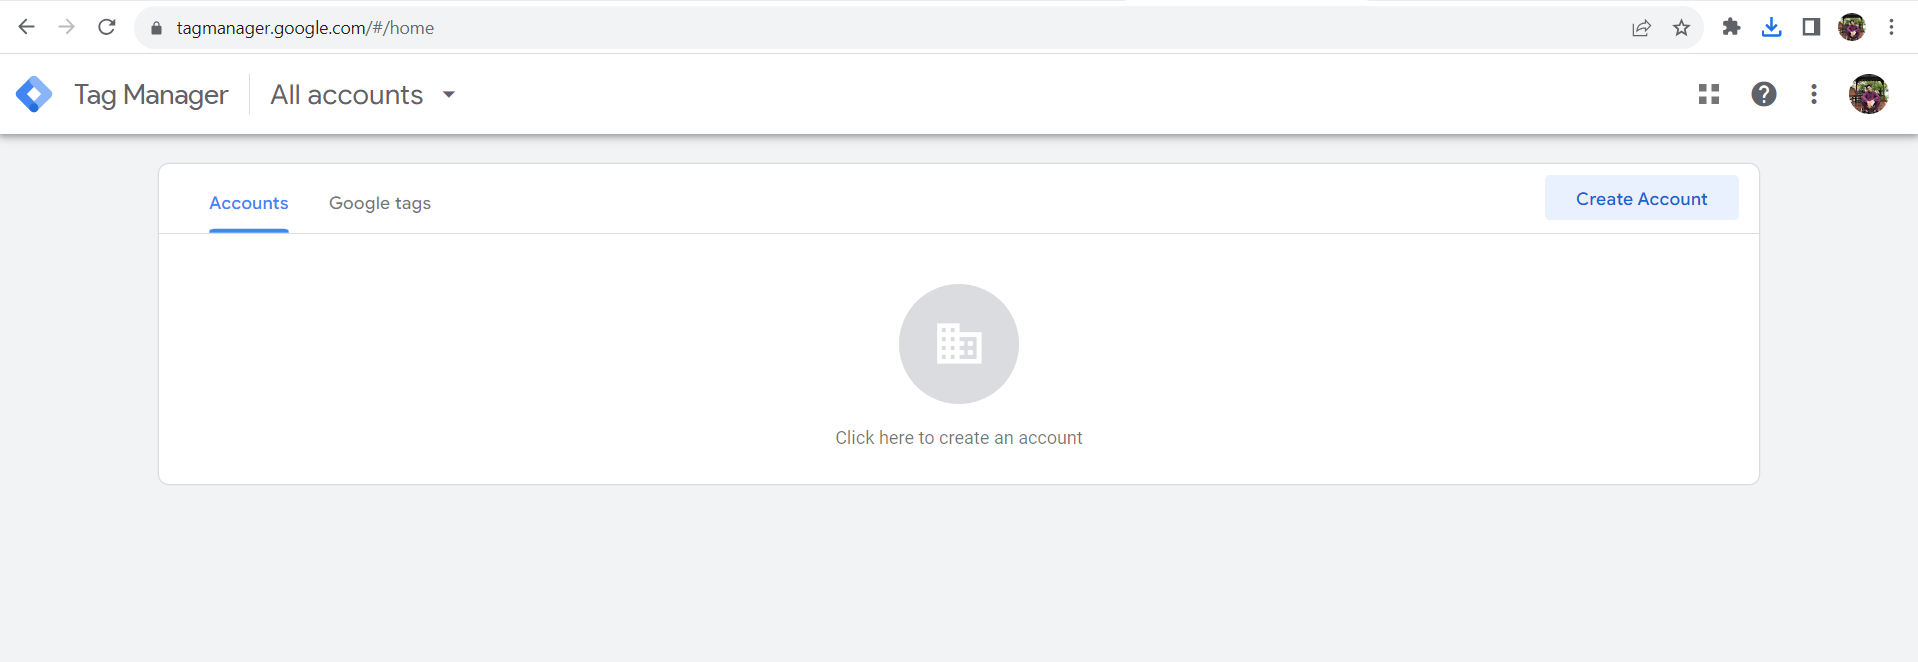 tagmanager.google.com/#/home
Tag Manager All accounts
Accounts Google tags Create Account
Click here to create an account